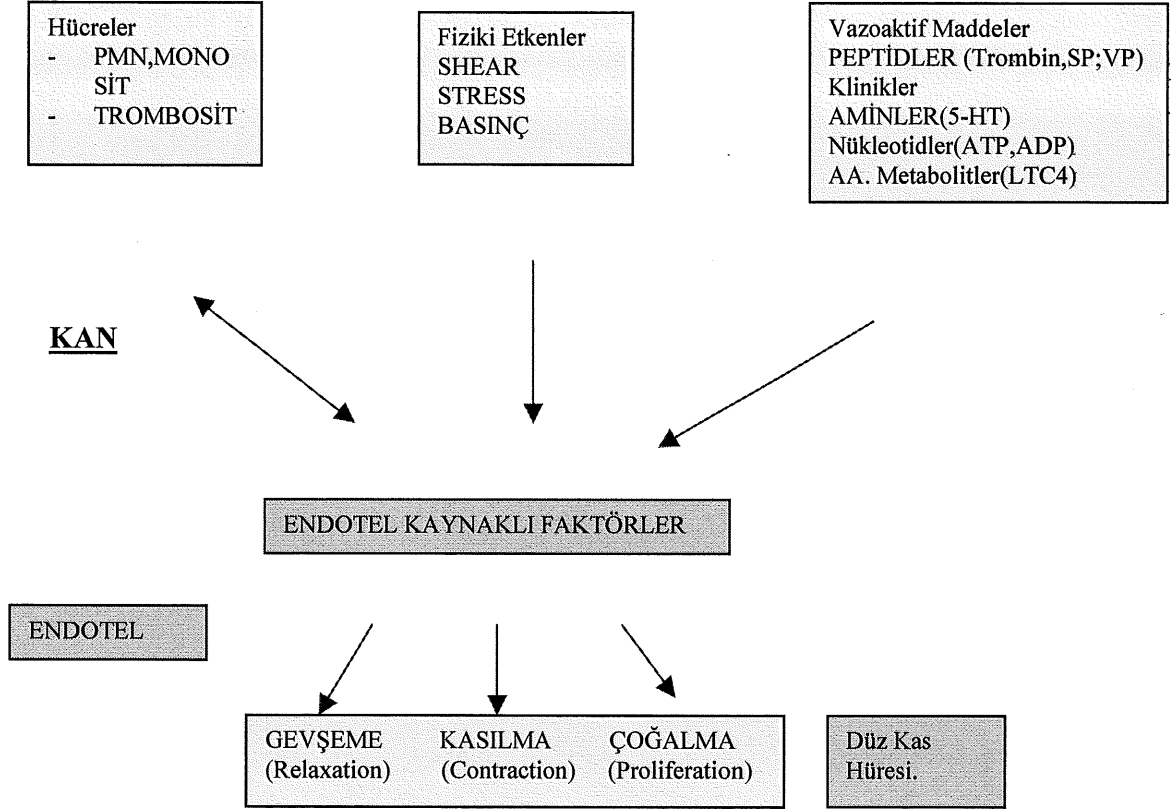 Hücreler
- PMN,MONO
SİT
- TROMBOSİT
Fiziki Etkenler
SHEAR
STRESS
BASINÇ
Vazoaktif Maddeler
PEPTİDLER (Trombin,SP;VP)
Klinikler
AMİNLER(5-HT)
Nükleotidler(ATP,ADP)
AA. Metabolitler(LTC4)
KAN
ENDOTEL KAYNAKLI FAKTÖRLER
ENDOTEL
GEVŞEME KASILMA ÇOĞALMA
(Relaxation) (Contraction) (Proliferation)
Düz Kas
Hüresi.